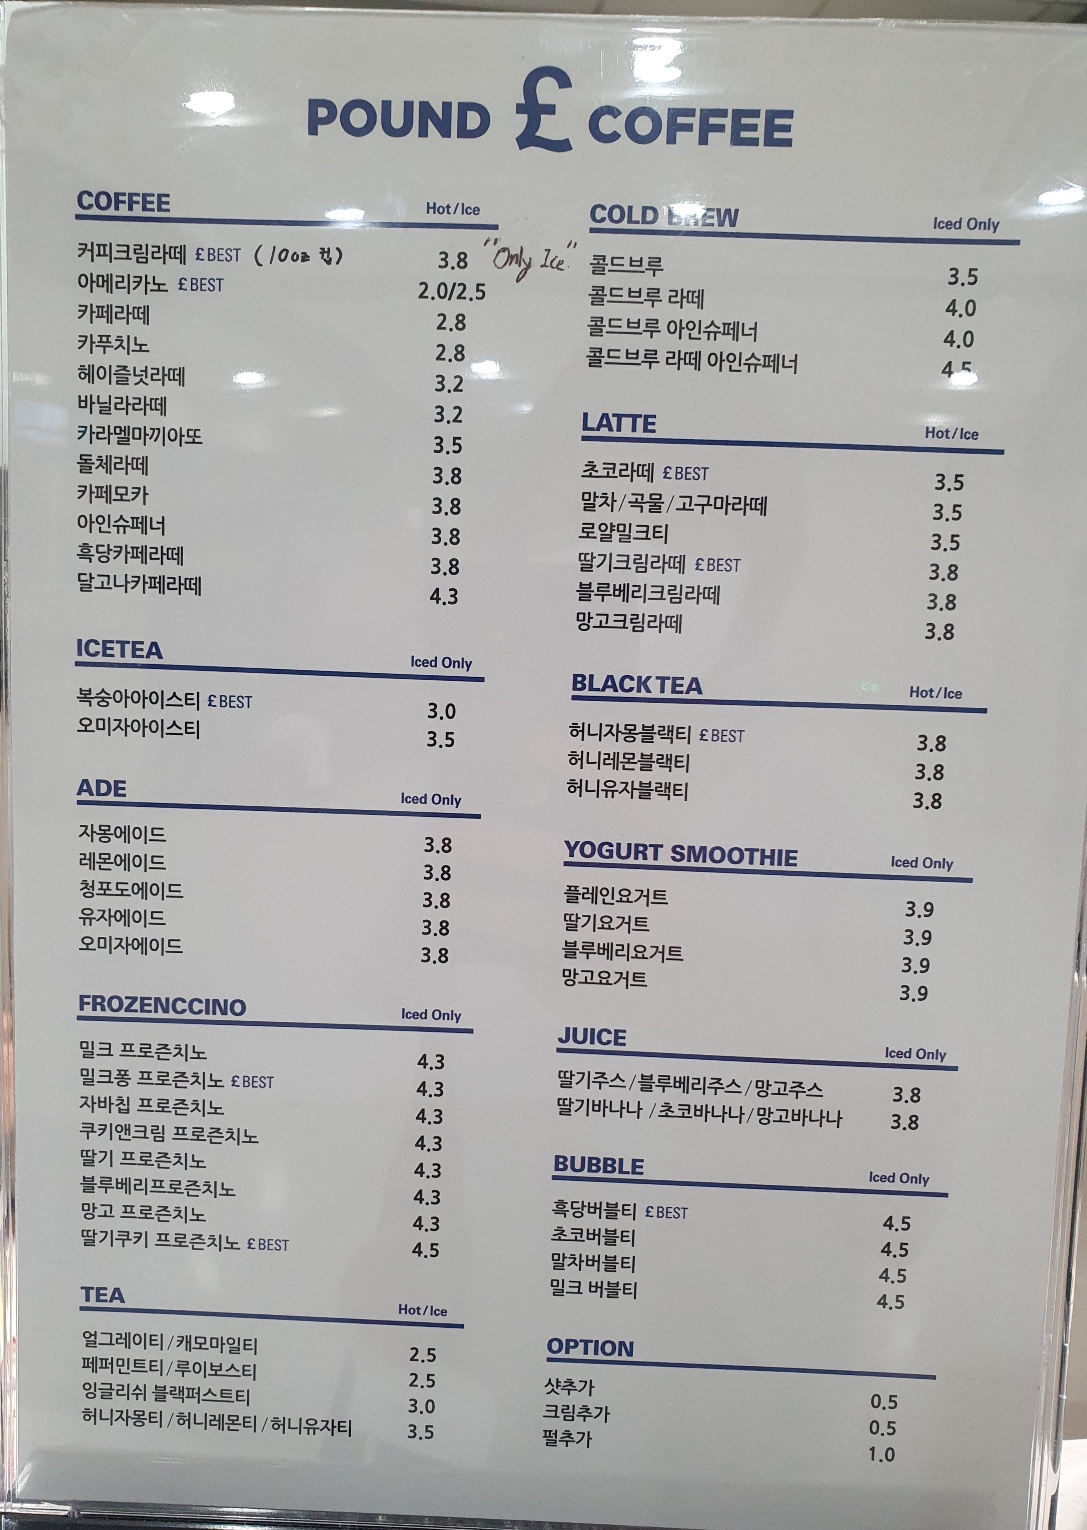 POUND £ COFFEE
COFFEE Hot/Ice
커피크림라떼 £BEST (10oz 컵) 3.8 "Only Ice"
아메리카노 £BEST 2.0/2.5
카페라떼 2.8
카푸치노 2.8
헤이즐넛라떼 3.2
바닐라라떼 3.2
카라멜마끼아또 3.5
돌체라떼 3.8
카페모카 3.8
아인슈페너 3.8
흑당카페라떼 3.8
달고나카페라떼 4.3
ICETEA Iced Only
복숭아아이스티 £BEST 3.0
오미자아이스티 3.5
ADE Iced Only
자몽에이드 3.8
레몬에이드 3.8
청포도에이드 3.8
유자에이드 3.8
오미자에이드 3.8
FROZENCCINO Iced Only
밀크 프로즌치노 4.3
밀크퐁 프로즌치노 £BEST 4.3
자바칩 프로즌치노 4.3
쿠키앤크림 프로즌치노 4.3
딸기 프로즌치노 4.3
블루베리프로즌치노 4.3
망고 프로즌치노 4.3
딸기쿠키 프로즌치노 £BEST 4.5
TEA Hot/Ice
얼그레이티/캐모마일티 2.5
페퍼민트티/루이보스티 2.5
잉글리쉬 블랙퍼스트티 3.0
허니자몽티/허니레몬티/허니유자티 3.5
COLD BREW Iced Only
콜드브루 3.5
콜드브루 라떼 4.0
콜드브루 아인슈페너 4.0
콜드브루 라떼 아인슈페너 4.5
LATTE Hot/Ice
초코라떼 £BEST 3.5
말차/곡물/고구마라떼 3.5
로얄밀크티 3.5
딸기크림라떼 £BEST 3.8
블루베리크림라떼 3.8
망고크림라떼 3.8
BLACK TEA Hot/Ice
허니자몽블랙티 £BEST 3.8
허니레몬블랙티 3.8
허니유자블랙티 3.8
YOGURT SMOOTHIE Iced Only
플레인요거트 3.9
딸기요거트 3.9
블루베리요거트 3.9
망고요거트 3.9
JUICE Iced Only
딸기주스/블루베리주스/망고주스 3.8
딸기바나나 /초코바나나/망고바나나 3.8
BUBBLE Iced Only
흑당버블티 £BEST 4.5
초코버블티 4.5
말차버블티 4.5
밀크 버블티 4.5
OPTION
샷추가 0.5
크림추가 0.5
펄추가 1.0